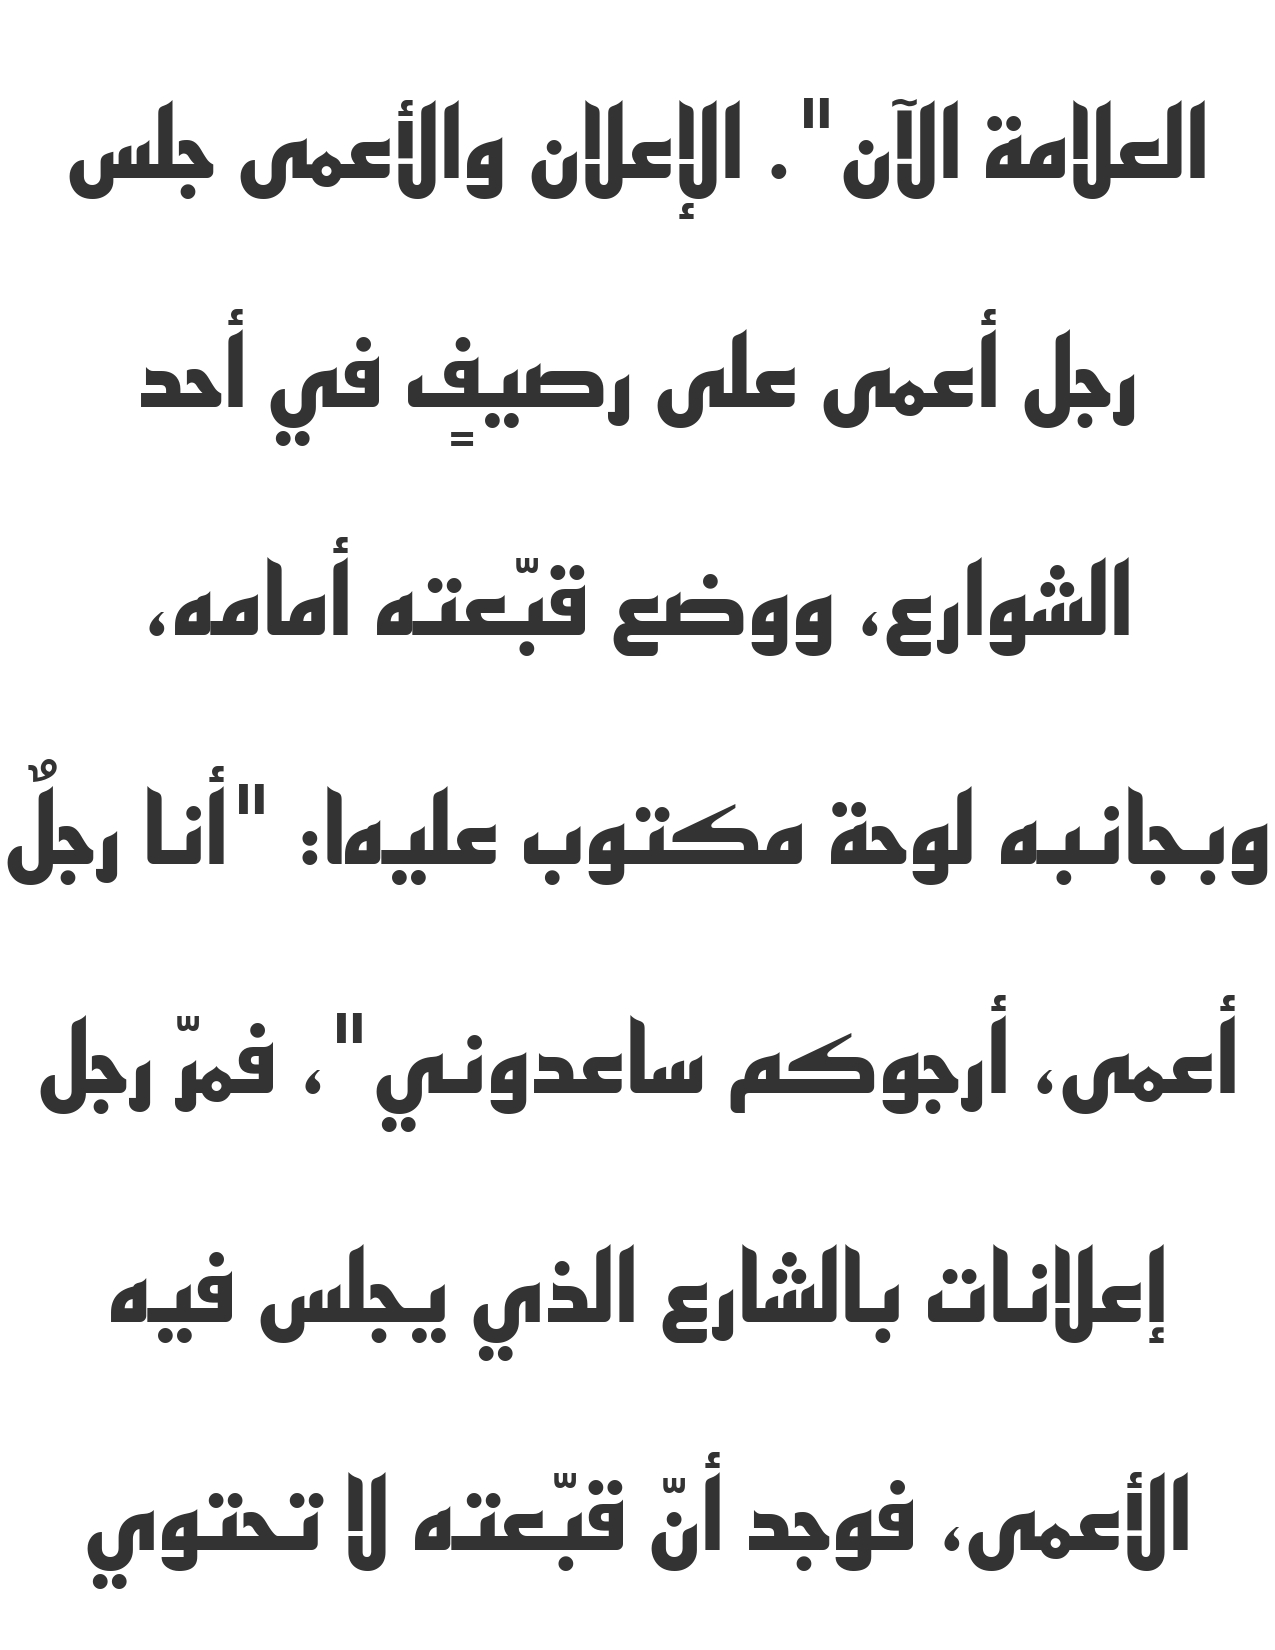 العلامة الآن". الإعلان والأعمى جلس
رجل أعمى على رصيفٍ في أحد
الشوارع، ووضع قبّعته أمامه،
وبجانبه لوحة مكتوب عليها: "أنا رجلٌ
أعمى، أرجوكم ساعدوني"، فمرّ رجل
إعلانات بالشارع الذي يجلس فيه
الأعمى، فوجد أنّ قبّعته لا تحتوي